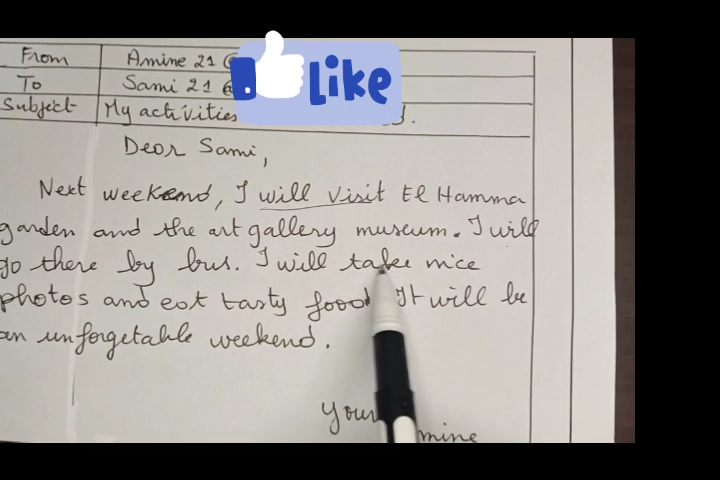 From Amine 21 @
To Sami 21 @
Subject My activities
Like
Dear Sami,
Next weekend, I will visit El Hamma
garden and the art gallery museum. I will
go there by bus. I will take nice
photos and eat tasty food. It will be
an unforgetable weekend.
Your
mine